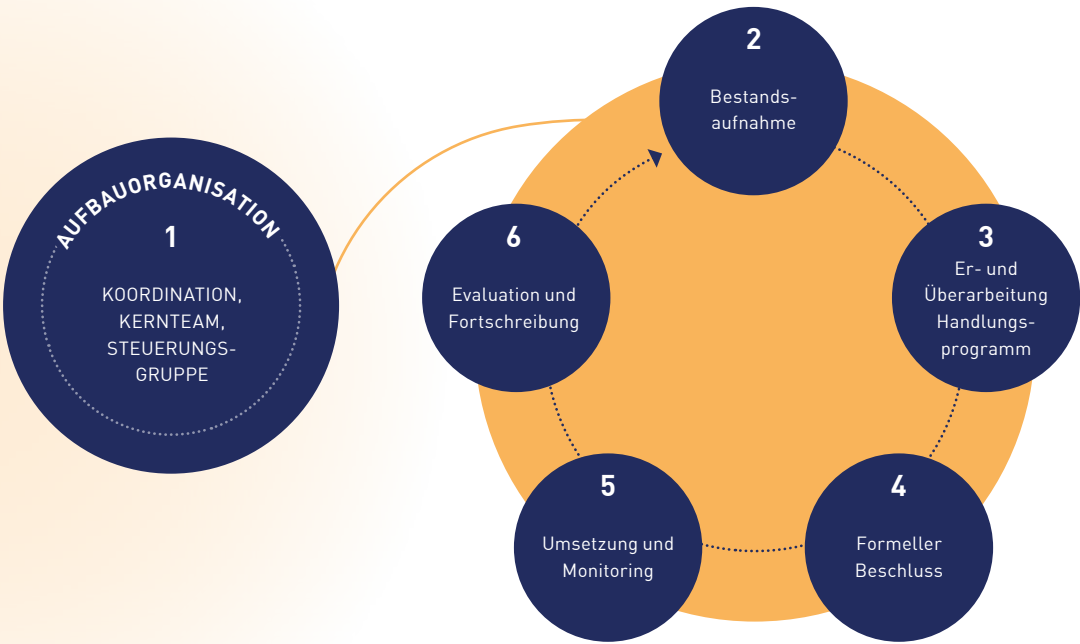 AUFBAUORGANISATION
1
KOORDINATION,
KERNTEAM,
STEUERUNGS-
GRUPPE
2
Bestands-
aufnahme
3
Er- und
Überarbeitung
Handlungs-
programm
4
Formeller
Beschluss
5
Umsetzung und
Monitoring
6
Evaluation und
Fortschreibung